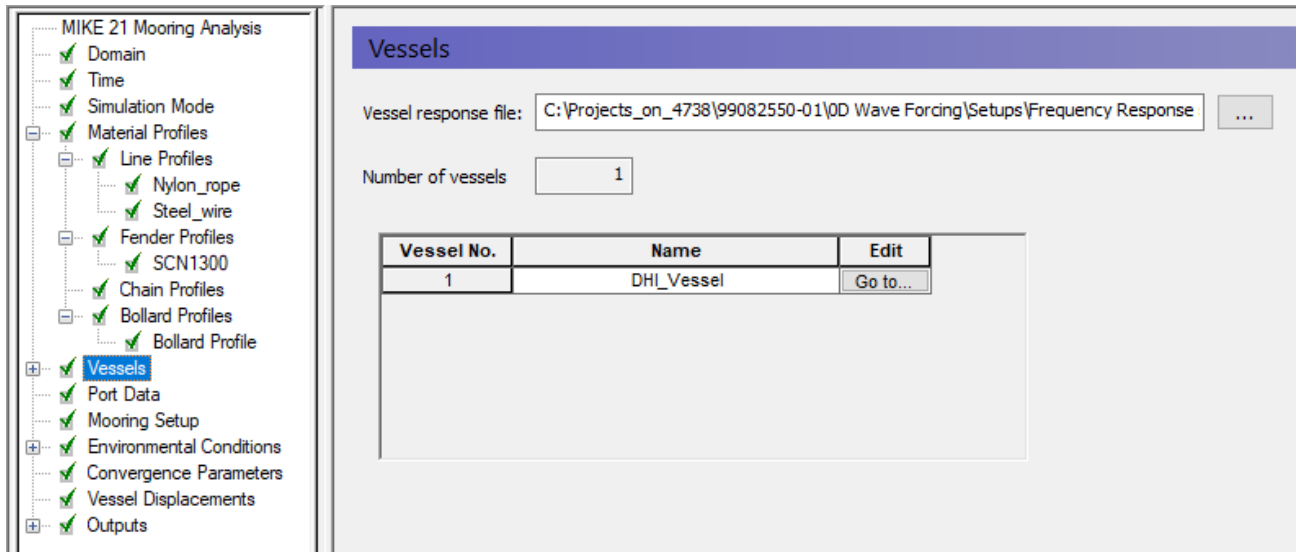 MIKE 21 Mooring Analysis
Domain
Time
Simulation Mode
Material Profiles
Line Profiles
Nylon_rope
Steel_wire
Fender Profiles
SCN1300
Chain Profiles
Bollard Profiles
Bollard Profile
Vessels
Port Data
Mooring Setup
Environmental Conditions
Convergence Parameters
Vessel Displacements
Outputs
Vessels
Vessel response file: C:\Projects_on_4738\99082550-01\0D Wave Forcing\Setups\Frequency Response ...
Number of vessels 1
Vessel No. Name Edit
1 DHI_Vessel Go to...